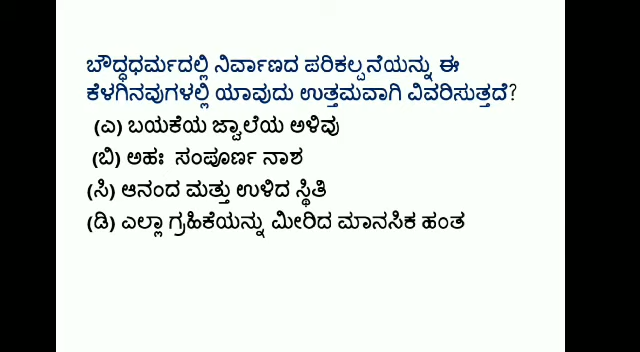 ಬೌದ್ಧಧರ್ಮದಲ್ಲಿ ನಿರ್ವಾಣದ ಪರಿಕಲ್ಪನೆಯನ್ನು ಈ
ಕೆಳಗಿನವುಗಳಲ್ಲಿ ಯಾವುದು ಉತ್ತಮವಾಗಿ ವಿವರಿಸುತ್ತದೆ?
(ಎ) ಬಯಕೆಯ ಜ್ವಾಲೆಯ ಅಳಿವು
(ಬಿ) ಅಹಃ ಸಂಪೂರ್ಣ ನಾಶ
(ಸಿ) ಆನಂದ ಮತ್ತು ಉಳಿದ ಸ್ಥಿತಿ
(ಡಿ) ಎಲ್ಲಾ ಗ್ರಹಿಕೆಯನ್ನು ಮೀರಿದ ಮಾನಸಿಕ ಹಂತ